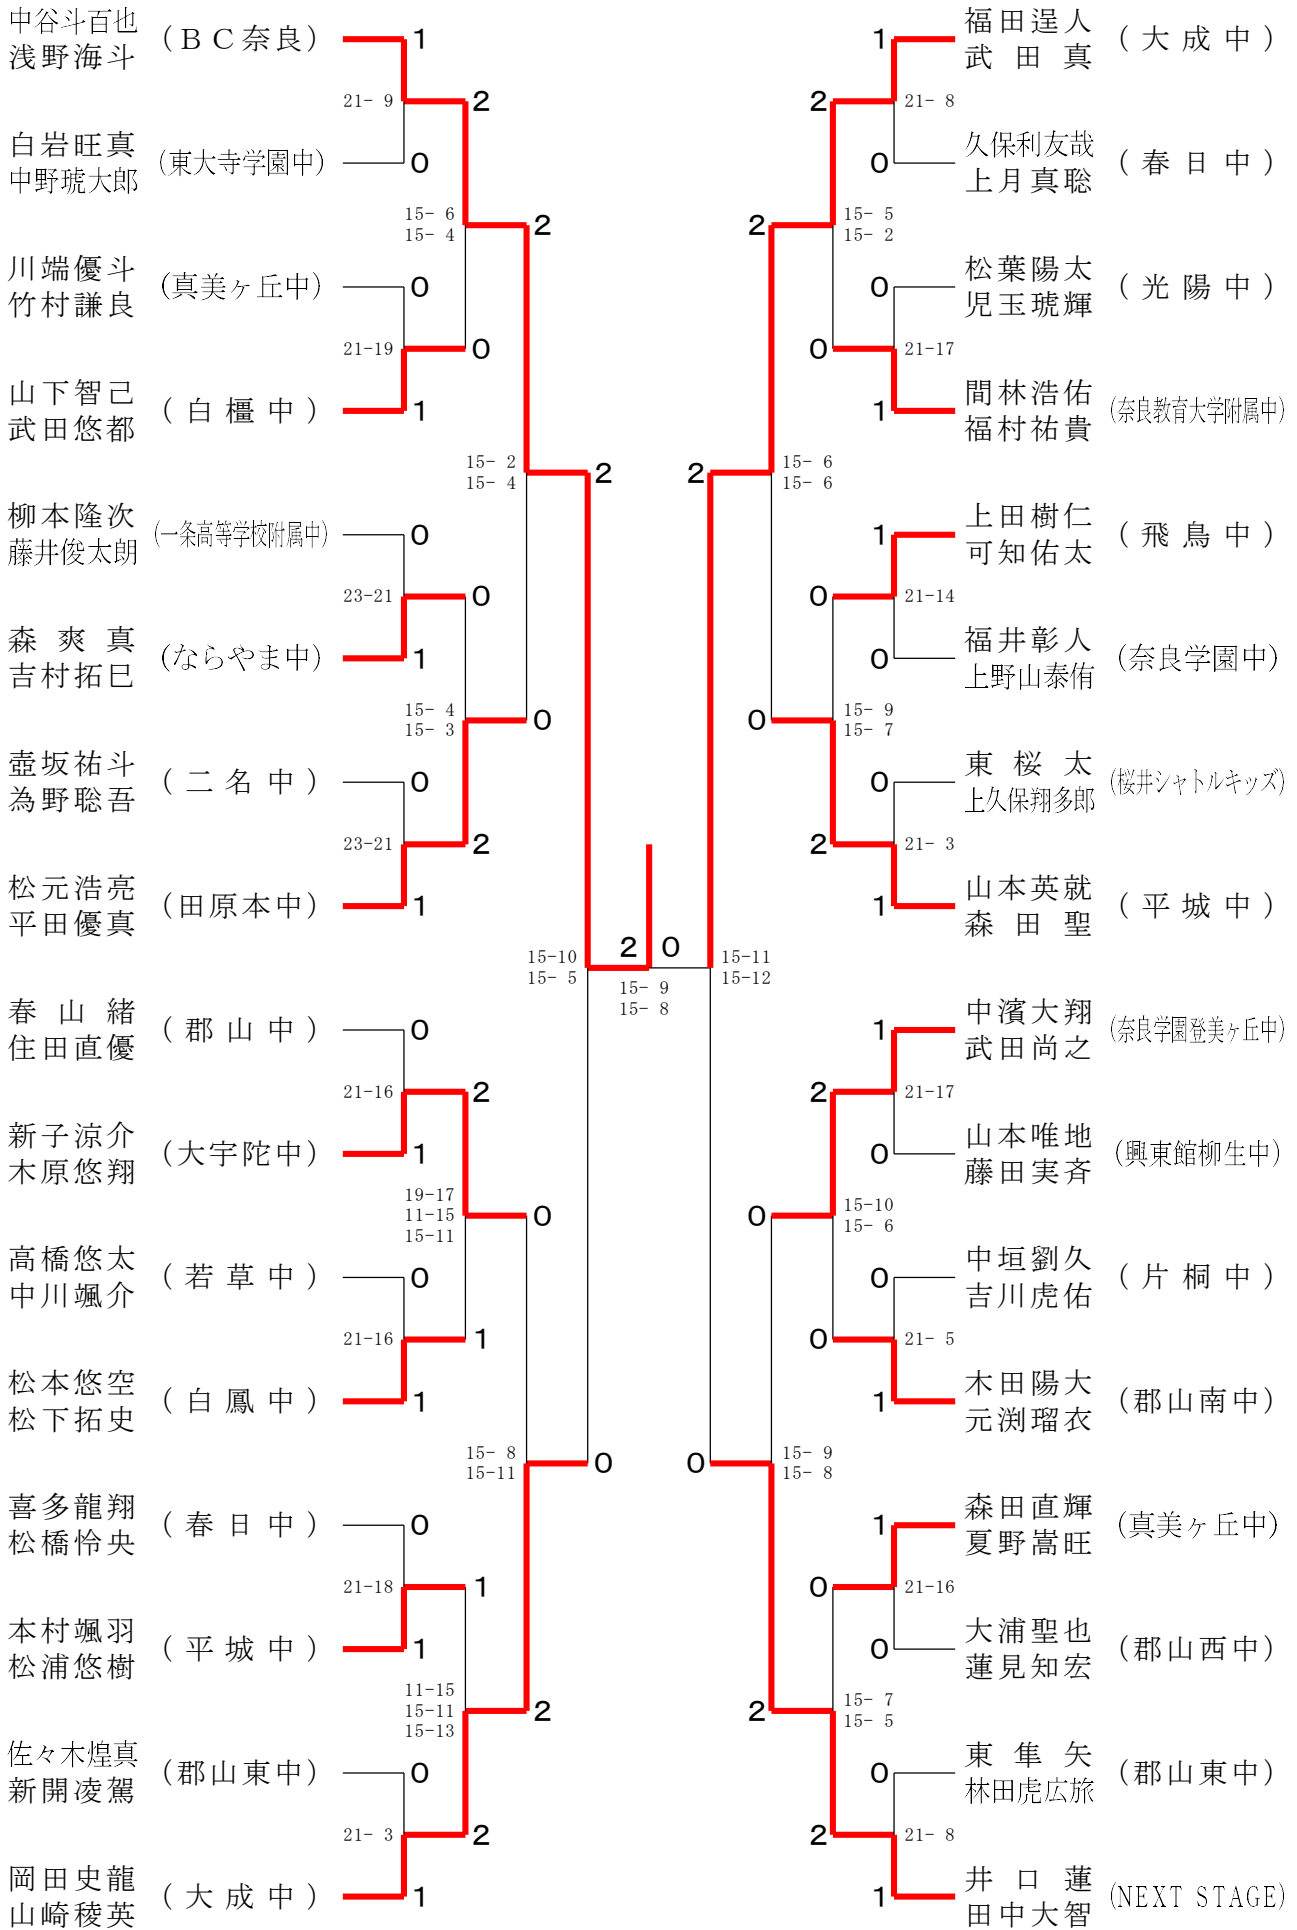 中谷斗百也
浅野海斗
(ＢＣ奈良)
1
21- 9
2
白岩旺真
中野琥大郎
(東大寺学園中)
0
15- 6
15- 4
2
川端優斗
竹村謙良
(真美ヶ丘中)
0
21-19
0
山下智己
武田悠都
(白橿中)
1
15- 2
15- 4
2
柳本隆次
藤井俊太朗
(一条高等学校附属中)
0
23-21
0
森爽真
吉村拓巳
(ならやま中)
1
15- 4
15- 3
0
壺坂祐斗
為野聡吾
(二名中)
0
23-21
2
松元浩亮
平田優真
(田原本中)
1
15-10
15- 5
2
0
15- 9
15- 8
春山緒
住田直優
(郡山中)
0
21-16
2
新子涼介
木原悠翔
(大宇陀中)
1
19-17
11-15
15-11
0
高橋悠太
中川颯介
(若草中)
0
21-16
1
松本悠空
松下拓史
(白鳳中)
1
15- 8
15-11
0
喜多龍翔
松橋怜央
(春日中)
0
21-18
1
本村颯羽
松浦悠樹
(平城中)
1
11-15
15-11
15-13
2
佐々木煌真
新開凌駕
(郡山東中)
0
21- 3
2
岡田史龍
山崎稜英
(大成中)
1
福田逞人
武田真
(大成中)
1
2
21- 8
久保利友哉
上月真聡
(春日中)
0
2
15- 5
15- 2
松葉陽太
児玉琥輝
(光陽中)
0
0
21-17
間林浩佑
福村祐貴
(奈良教育大学附属中)
1
2
15- 6
15- 6
上田樹仁
可知佑太
(飛鳥中)
1
0
21-14
福井彰人
上野山泰侑
(奈良学園中)
0
0
15- 9
15- 7
東桜太
上久保翔多郎
(桜井シャトルキッズ)
0
2
21- 3
山本英就
森田聖
(平城中)
1
15-11
15-12
中濱大翔
武田尚之
(奈良学園登美ヶ丘中)
1
2
21-17
山本唯地
藤田実斉
(興東館柳生中)
0
0
15-10
15- 6
中垣劉久
吉川虎佑
(片桐中)
0
0
21- 5
木田陽大
元渕瑠衣
(郡山南中)
1
0
15- 9
15- 8
森田直輝
夏野嵩旺
(真美ヶ丘中)
1
0
21-16
大浦聖也
蓮見知宏
(郡山西中)
0
2
15- 7
15- 5
東隼矢
林田虎広旅
(郡山東中)
0
2
21- 8
井口蓮
田中大智
(NEXT STAGE)
1